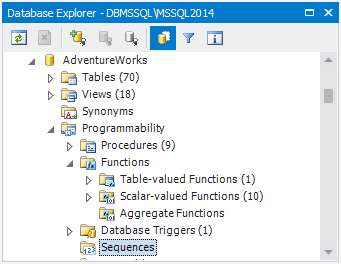 Database Explorer - DBMSSQL\MSSQL2014
AdventureWorks
Tables (70)
Views (18)
Synonyms
Programmability
Procedures (9)
Functions
Table-valued Functions (1)
Scalar-valued Functions (10)
Aggregate Functions
Database Triggers (1)
Sequences